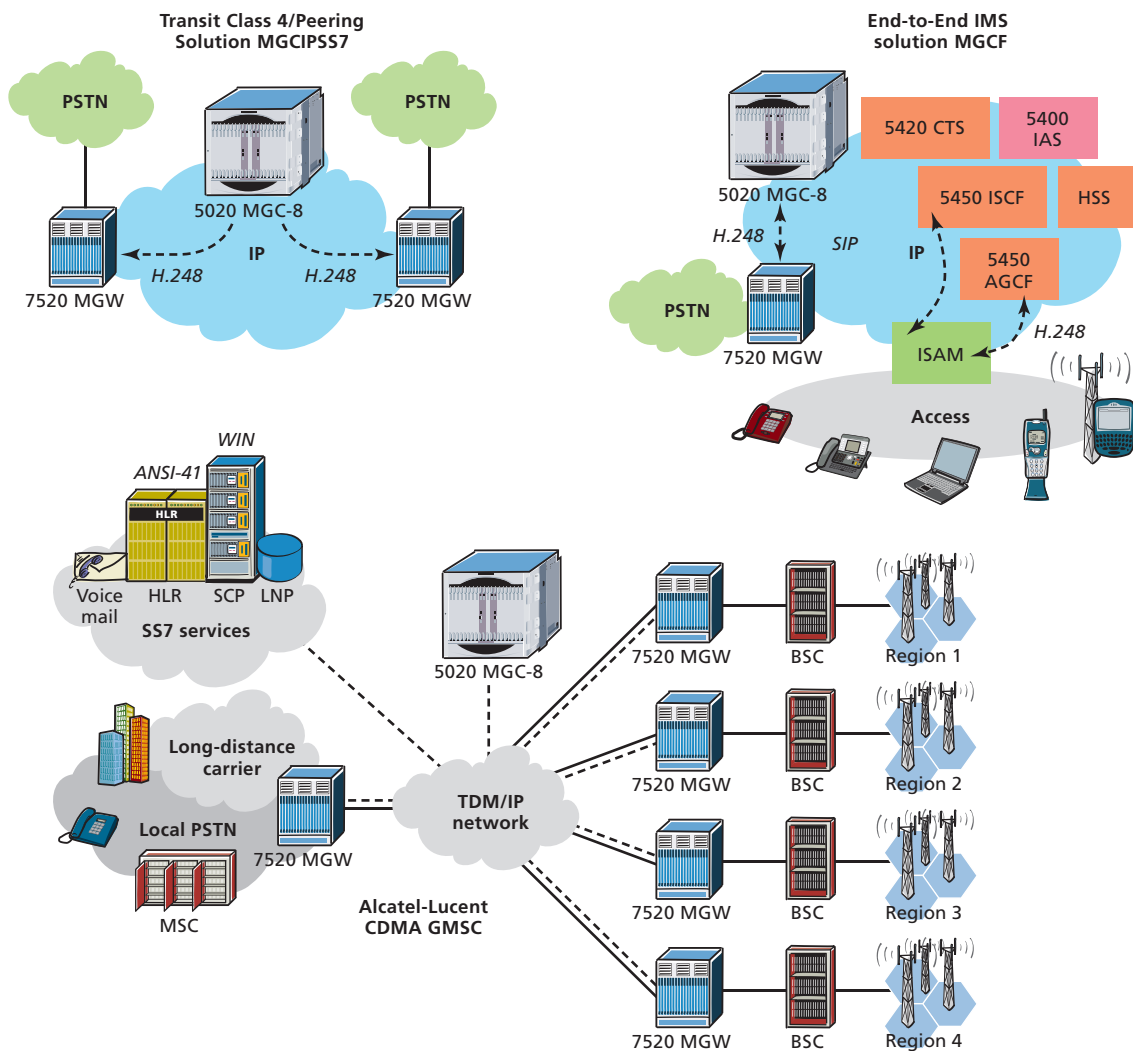 Transit Class 4/Peering
Solution MGCIPSS7
PSTN
PSTN
5020 MGC-8
H.248
IP
H.248
7520 MGW
7520 MGW
End-to-End IMS
solution MGCF
5420 CTS
5400
IAS
5450 ISCF
HSS
5020 MGC-8
H.248
SIP
IP
5450
AGCF
PSTN
7520 MGW
ISAM
H.248
Access
WIN
ANSI-41
HLR
Voice
mail
HLR
SCP
LNP
SS7 services
5020 MGC-8
Long-distance
carrier
Local PSTN
7520 MGW
MSC
TDM/IP
network
Alcatel-Lucent
CDMA GMSC
7520 MGW
BSC
Region 1
7520 MGW
BSC
Region 2
7520 MGW
BSC
Region 3
7520 MGW
BSC
Region 4